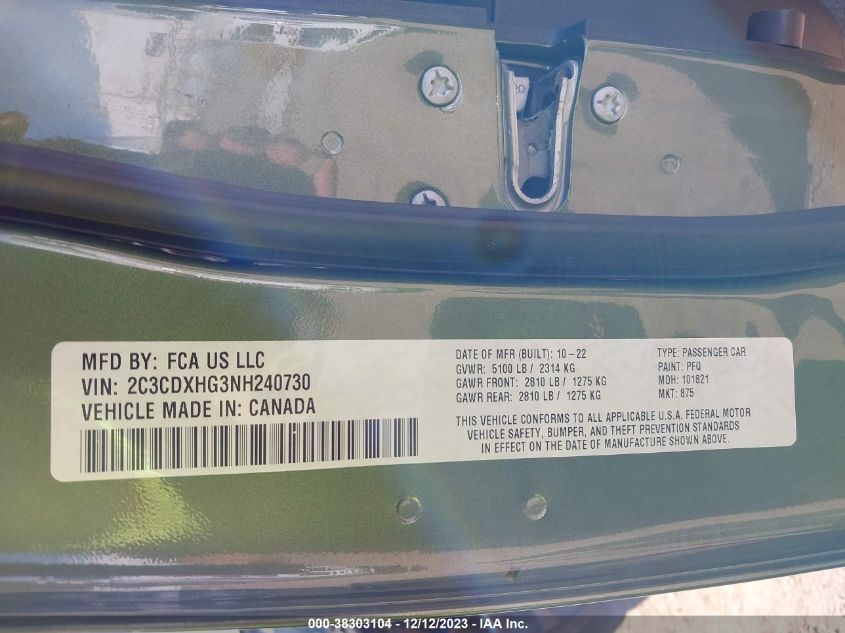 MFD BY: FCA US LLC
VIN: 2C3CDXHG3NH240730
VEHICLE MADE IN: CANADA
DATE OF MFR (BUILT): 10-22
GVWR: 5100 LB / 2314 KG
GAWR FRONT: 2810 LB / 1275 KG
GAWR REAR: 2810 LB / 1275 KG
TYPE: PASSENGER CAR
PAINT: PFQ
MDH: 101821
MKT: 875
THIS VEHICLE CONFORMS TO ALL APPLICABLE U.S.A. FEDERAL MOTOR
VEHICLE SAFETY, BUMPER, AND THEFT PREVENTION STANDARDS
IN EFFECT ON THE DATE OF MANUFACTURE SHOWN ABOVE.
000-38303104 - 12/12/2023 - IAA Inc.